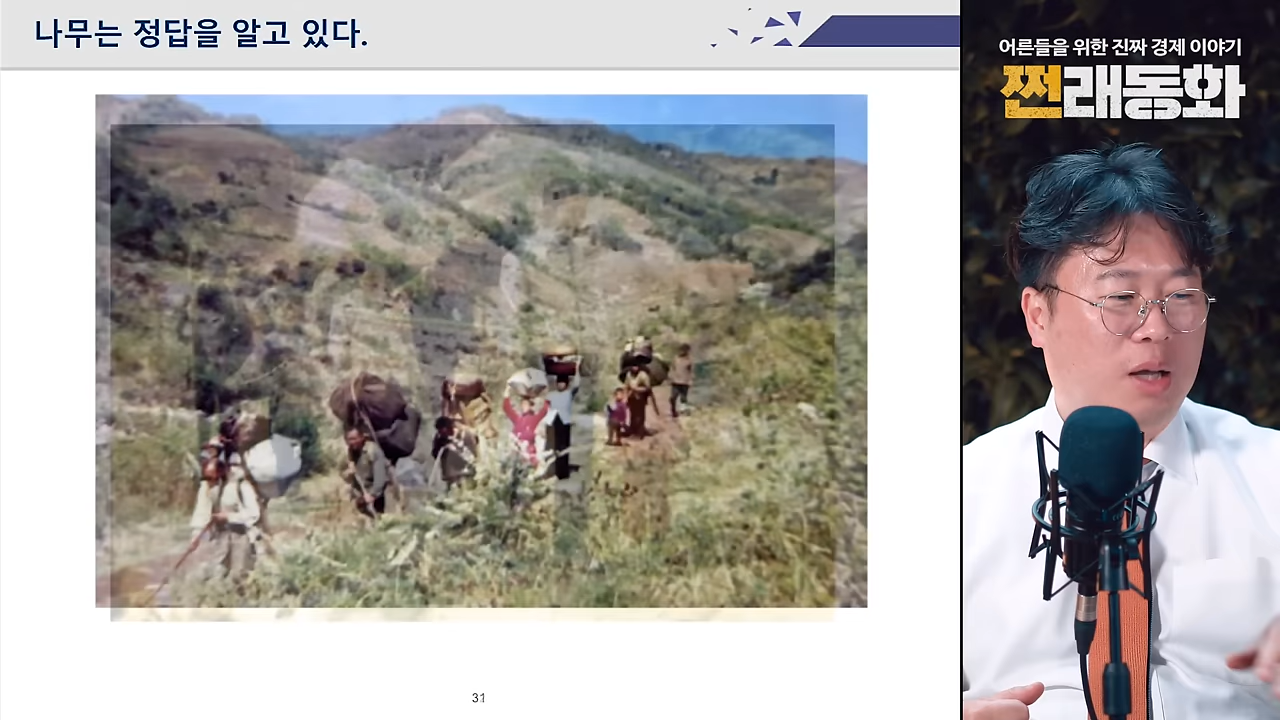 나무는 정답을 알고 있다.
어른들을 위한 진짜 경제 이야기
쩐래동화
31